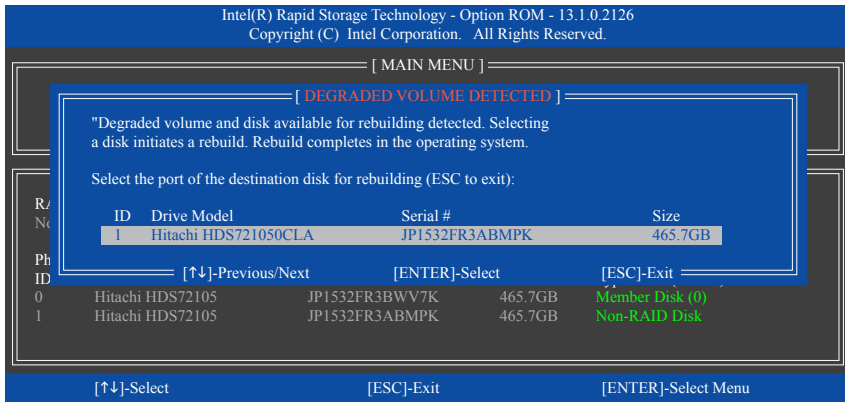 Intel(R) Rapid Storage Technology - Option ROM - 13.1.0.2126
Copyright (C) Intel Corporation. All Rights Reserved.
[ MAIN MENU ]
[ DEGRADED VOLUME DETECTED ]
"Degraded volume and disk available for rebuilding detected. Selecting
a disk initiates a rebuild. Rebuild completes in the operating system.
Select the port of the destination disk for rebuilding (ESC to exit):
ID Drive Model Serial # Size
1 Hitachi HDS721050CLA JP1532FR3ABMPK 465.7GB
[↑↓]-Previous/Next [ENTER]-Select [ESC]-Exit
ID
0 Hitachi HDS72105 JP1532FR3BWV7K 465.7GB Member Disk (0)
1 Hitachi HDS72105 JP1532FR3ABMPK 465.7GB Non-RAID Disk
[↑↓]-Select [ESC]-Exit [ENTER]-Select Menu